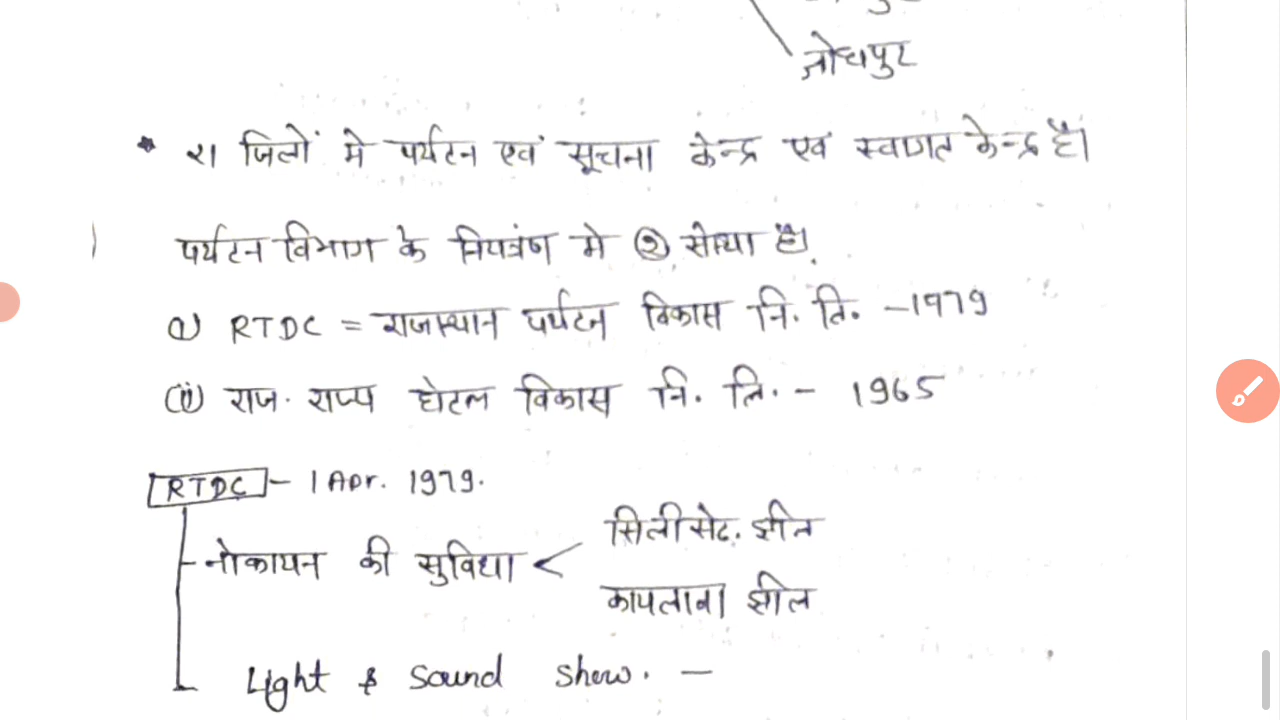 जोधपुर
* २१ जिलों मे पर्यटन एवं सूचना केन्द्र एवं स्वागत केन्द्र है।
पर्यटन विभाग के नियत्रंण मे ② संस्था है।
(i) RTDC = राजस्थान पर्यटन विकास नि. लि. - 1979
(ii) राज. राज्य होटल विकास नि. लि. - 1965
RTDC - 1 Apr. 1979.
नोकायन की सुविधा < सिलीसेढ. झील
कायलाना झील
Light & Sound Show. -